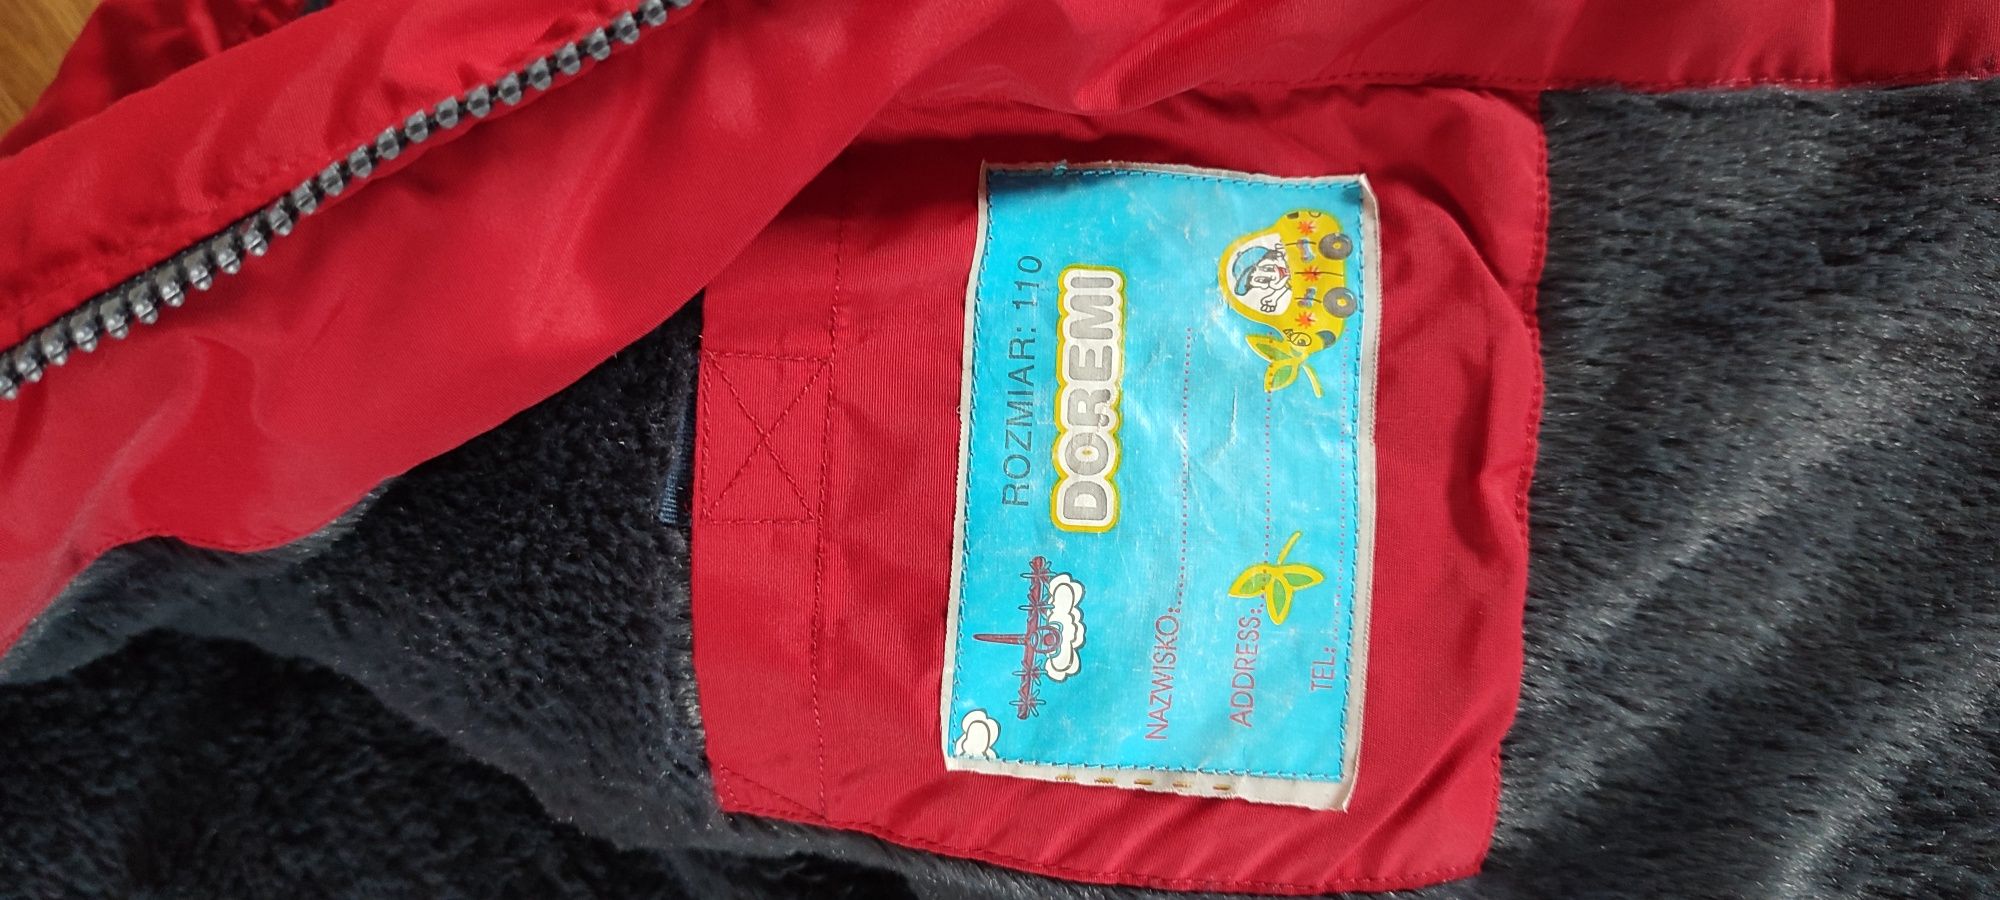 ROZMIAR: 110
DOREMI
NAZWISKO:
ADDRESS:
TEL: